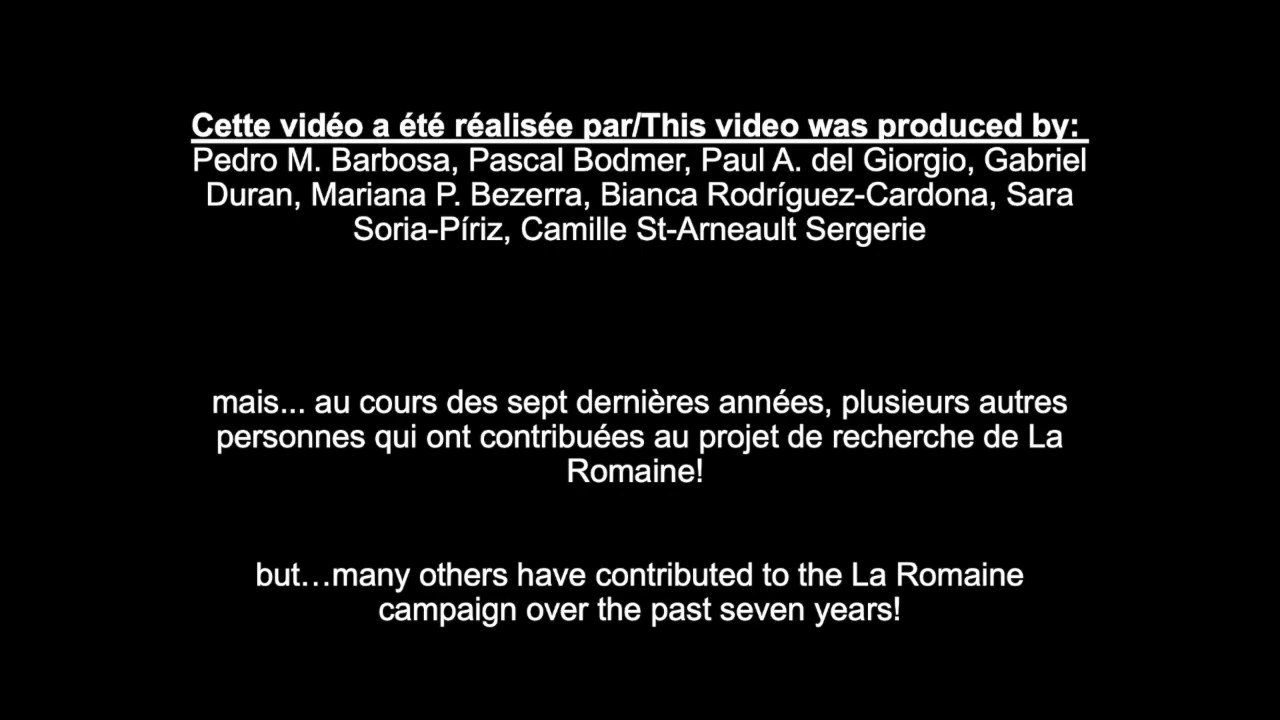 Cette vidéo a été réalisée par/This video was produced by:
Pedro M. Barbosa, Pascal Bodmer, Paul A. del Giorgio, Gabriel
Duran, Mariana P. Bezerra, Bianca Rodríguez-Cardona, Sara
Soria-Píriz, Camille St-Arneault Sergerie
mais... au cours des sept dernières années, plusieurs autres
personnes qui ont contribuées au projet de recherche de La
Romaine!
but…many others have contributed to the La Romaine
campaign over the past seven years!